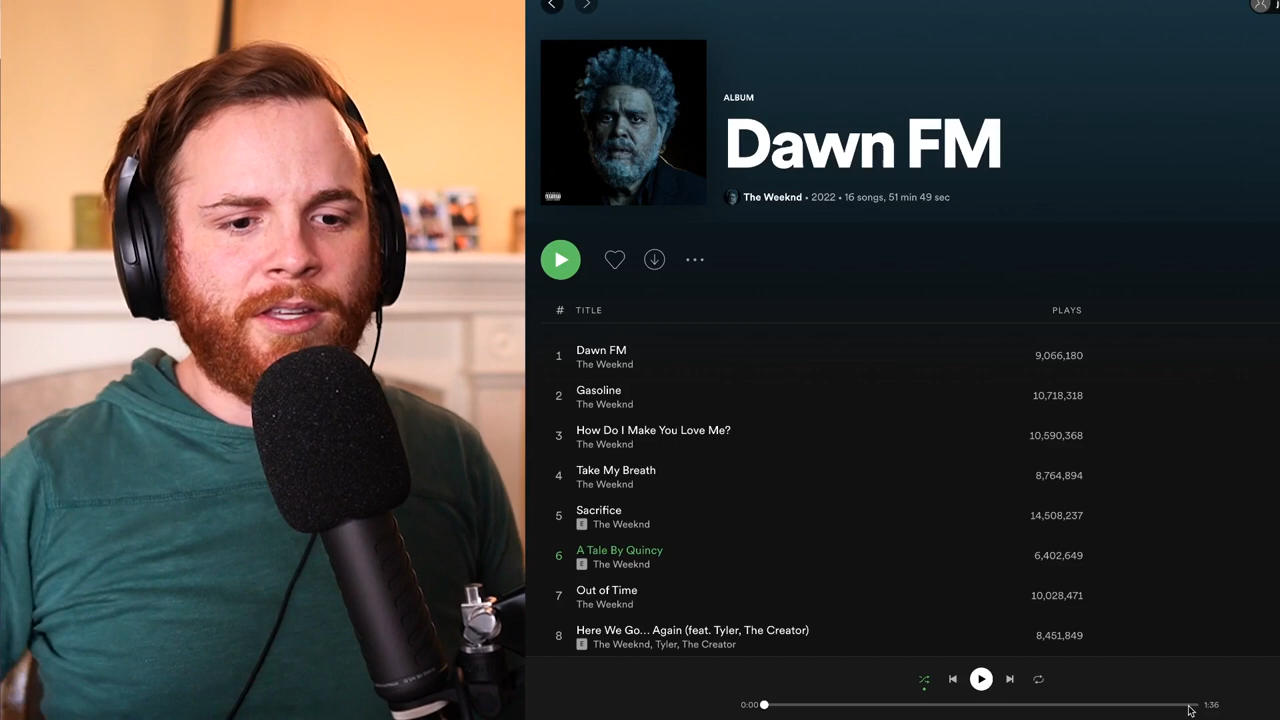 ALBUM
Dawn FM
The Weeknd • 2022 • 16 songs, 51 min 49 sec
# TITLE PLAYS
1 Dawn FM 9,066,180
The Weeknd
2 Gasoline 10,718,318
The Weeknd
3 How Do I Make You Love Me? 10,590,368
The Weeknd
4 Take My Breath 8,764,894
The Weeknd
5 Sacrifice 14,508,237
E The Weeknd
6 A Tale By Quincy 6,402,649
E The Weeknd
7 Out of Time 10,028,471
The Weeknd
8 Here We Go... Again (feat. Tyler, The Creator) 8,451,849
E The Weeknd, Tyler, The Creator
0:00 1:36